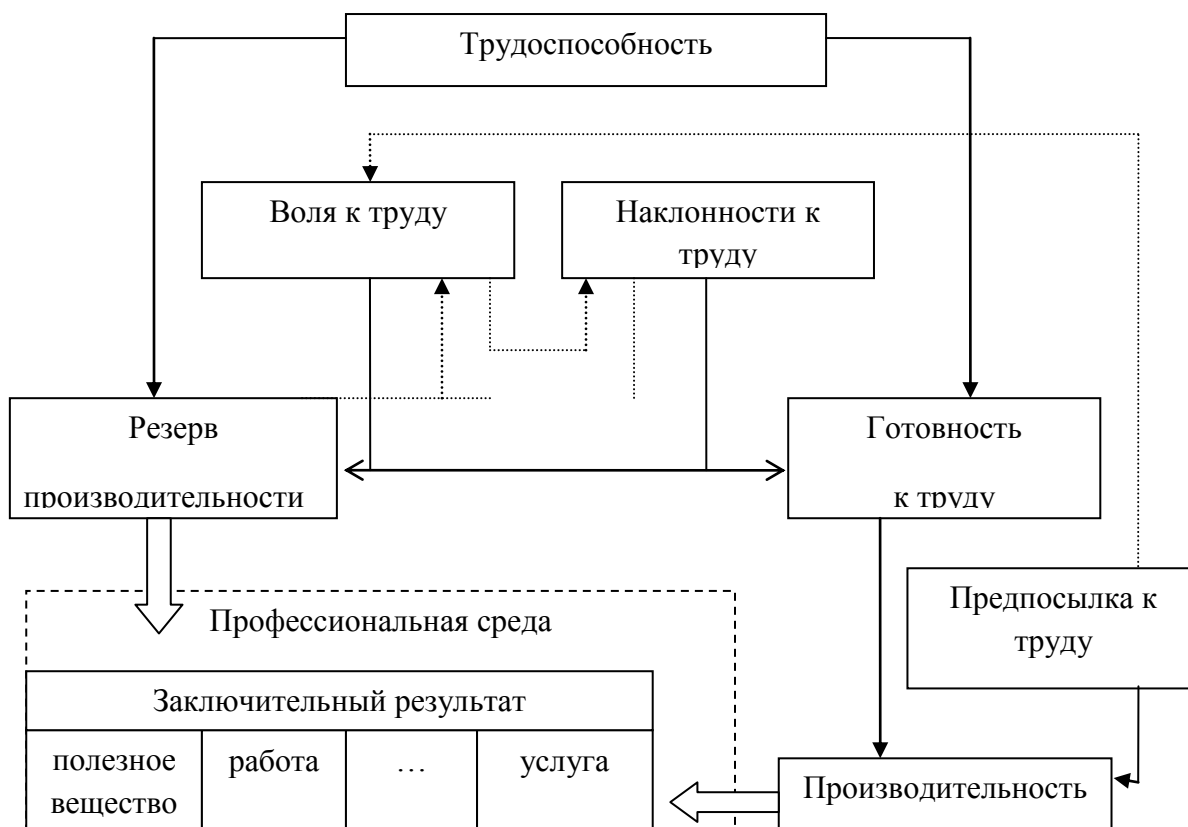 Трудоспособность
Воля к труду
Наклонности к
труду
Резерв
производительности
Готовность
к труду
Предпосылка к
труду
Профессиональная среда
Заключительный результат
полезное
вещество
работа
…
услуга
Производительность